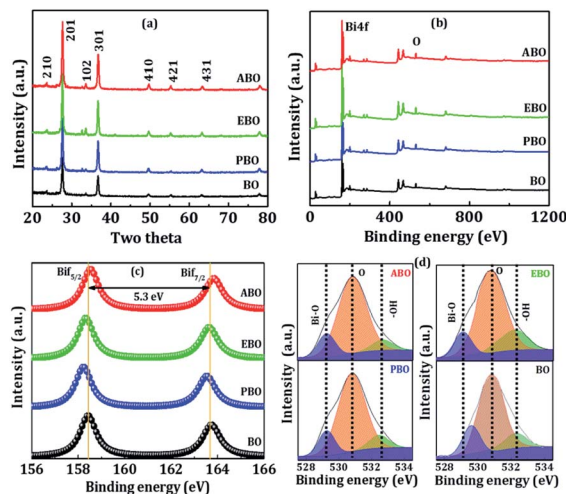 (a)
210
201
102
301
410
421
431
ABO
EBO
PBO
BO
Intensity (a.u.)
20 30 40 50 60 70 80
Two theta
(b)
Bi4f
O
ABO
EBO
PBO
BO
Intensity (a.u.)
0 400 800 1200
Binding energy (eV)
Bif5/2 (c) Bif7/2
5.3 eV
ABO
EBO
PBO
BO
Intensity (a.u.)
156 158 160 162 164 166
Binding energy (eV)
(d)
ABO
Bi-O
O
-OH
EBO
Bi-O
O
-OH
PBO
BO
Intensity (a.u.)
Intensity (a.u.)
528 530 532 534
528 530 532 534
Binding energy (eV)